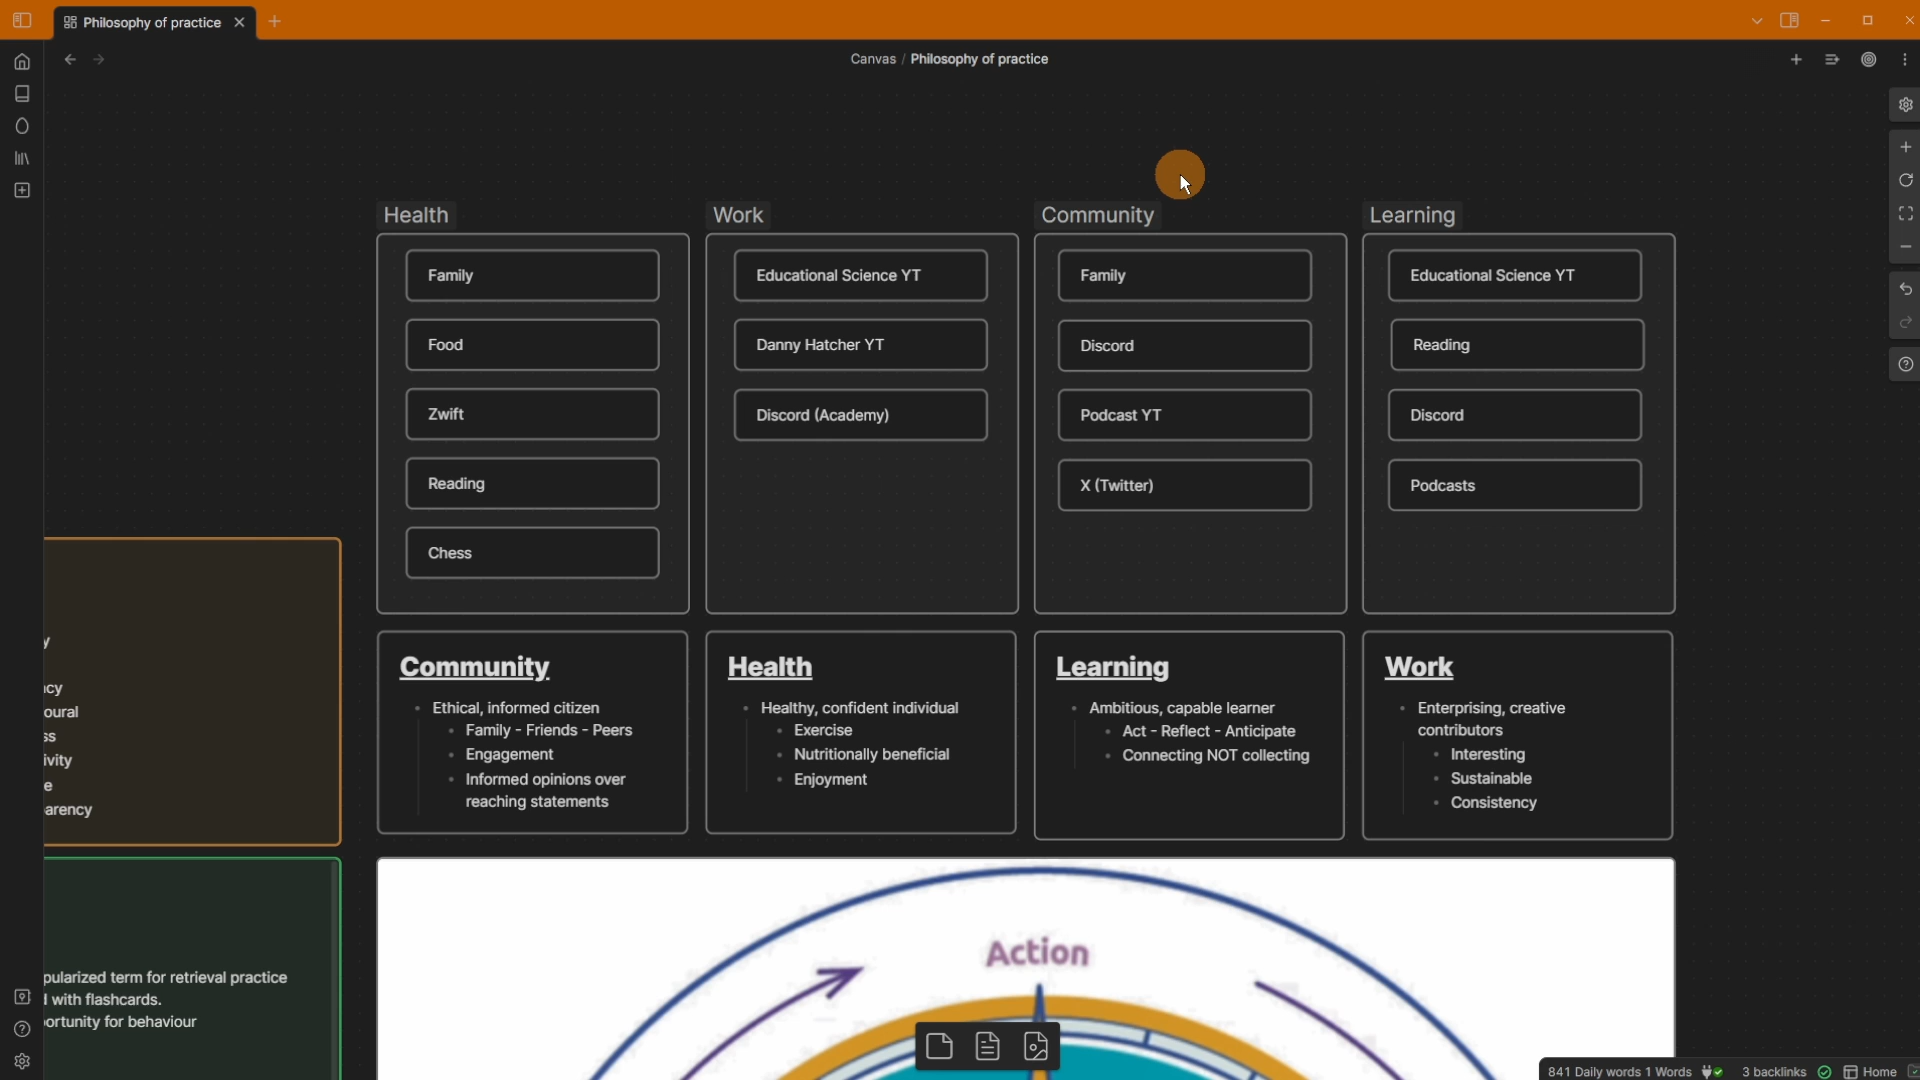 Philosophy of practice
Canvas / Philosophy of practice
Health
Family
Food
Zwift
Reading
Chess
Work
Educational Science YT
Danny Hatcher YT
Discord (Academy)
Community
Family
Discord
Podcast YT
X (Twitter)
Learning
Educational Science YT
Reading
Discord
Podcasts
Community
Ethical, informed citizen
Family - Friends - Peers
Engagement
Informed opinions over
reaching statements
Health
Healthy, confident individual
Exercise
Nutritionally beneficial
Enjoyment
Learning
Ambitious, capable learner
Act - Reflect - Anticipate
Connecting NOT collecting
Work
Enterprising, creative
contributors
Interesting
Sustainable
Consistency
y
cy
oural
ss
ivity
e
arency
pularized term for retrieval practice
with flashcards.
ortunity for behaviour
Action
841 Daily words 1 Words 3 backlinks Home